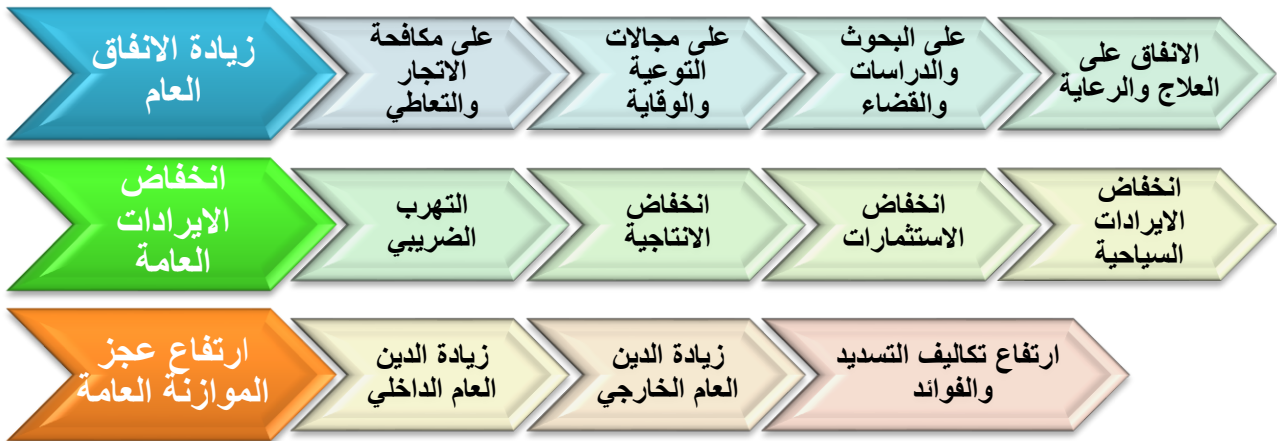 زيادة الانفاق
العام
على مكافحة
الاتجار
والتعاطي
على مجالات
التوعية
والوقاية
على البحوث
والدراسات
والقضاء
الانفاق على
العلاج والرعاية
انخفاض
الايرادات
العامة
التهرب
الضريبي
انخفاض
الانتاجية
انخفاض
الاستثمارات
انخفاض
الايرادات
السياحية
ارتفاع عجز
الموازنة العامة
زيادة الدين
العام الداخلي
زيادة الدين
العام الخارجي
ارتفاع تكاليف التسديد
والفوائد